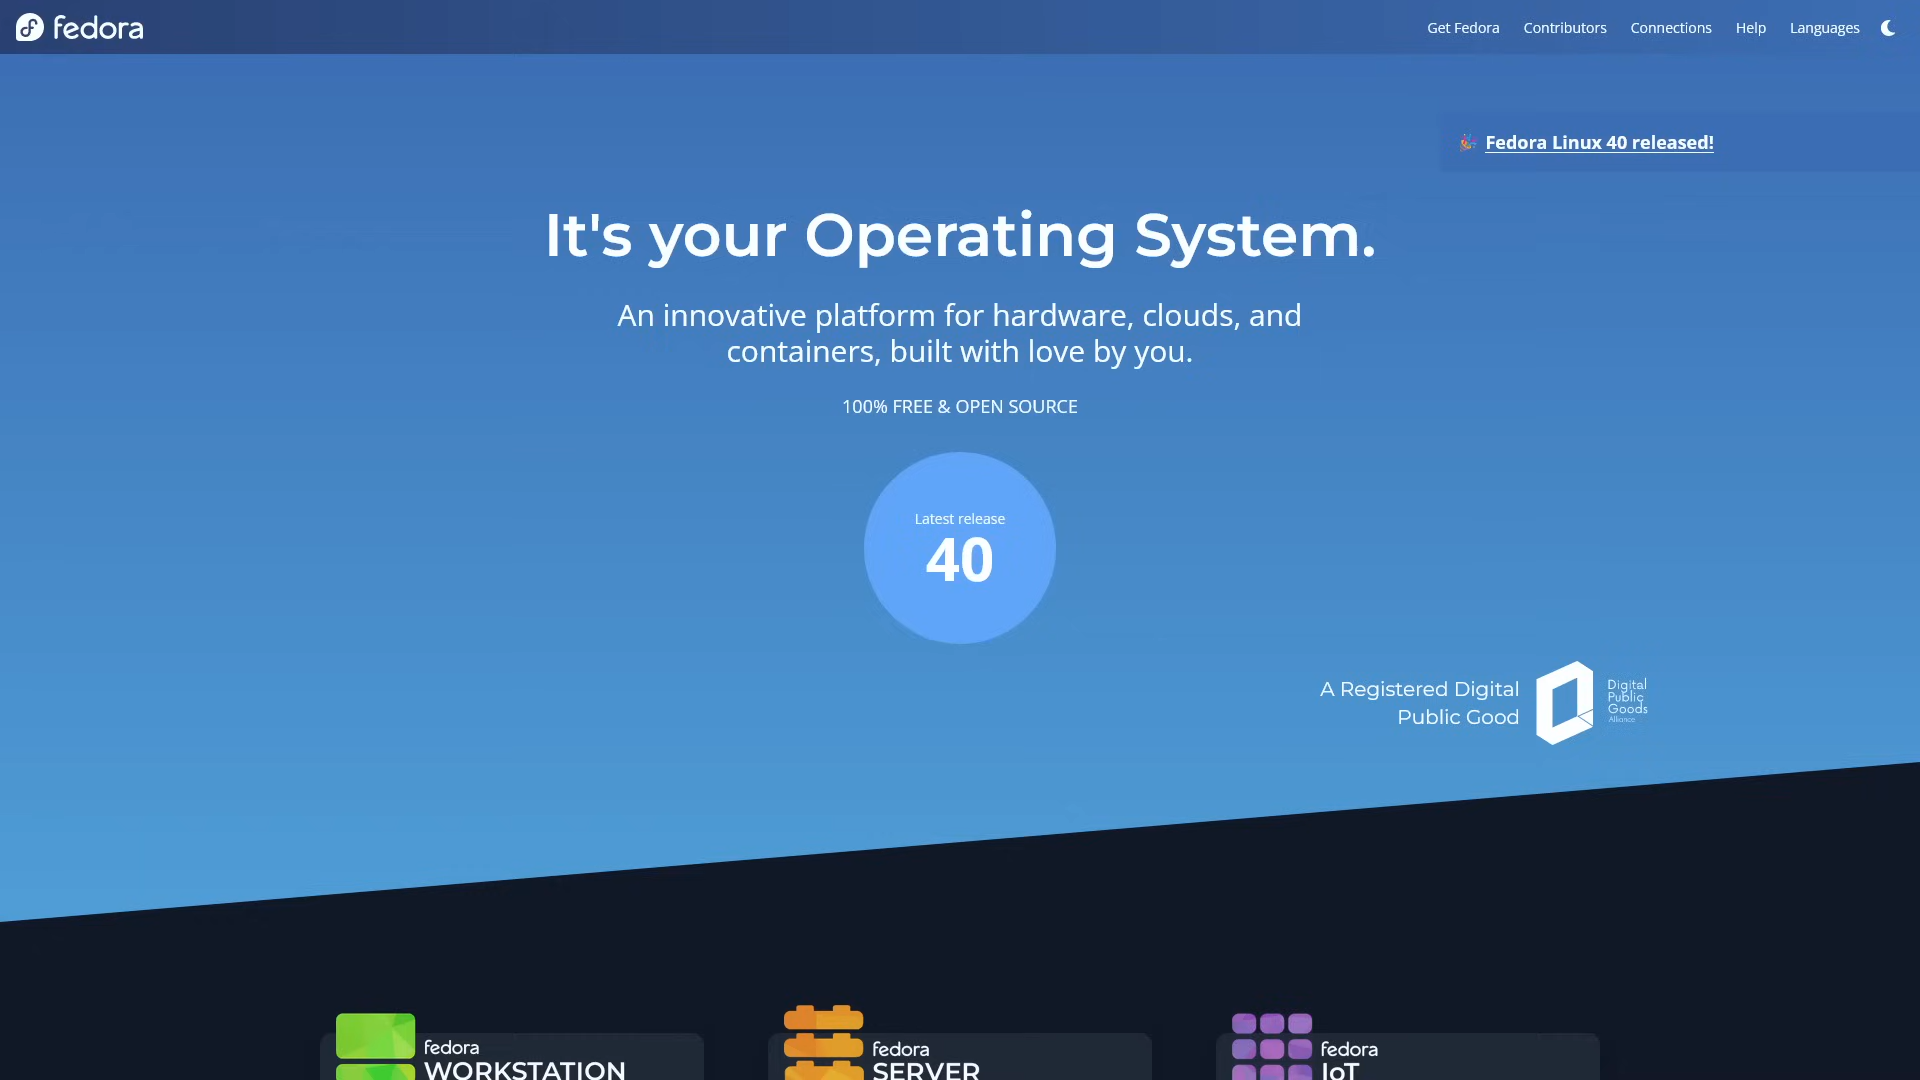 fedora
Get Fedora
Contributors
Connections
Help
Languages
Fedora Linux 40 released!
It's your Operating System.
An innovative platform for hardware, clouds, and
containers, built with love by you.
100% FREE & OPEN SOURCE
Latest release
40
A Registered Digital
Public Good
Digital
Public
Goods
Alliance
fedora
WORKSTATION
fedora
SERVER
fedora
IoT